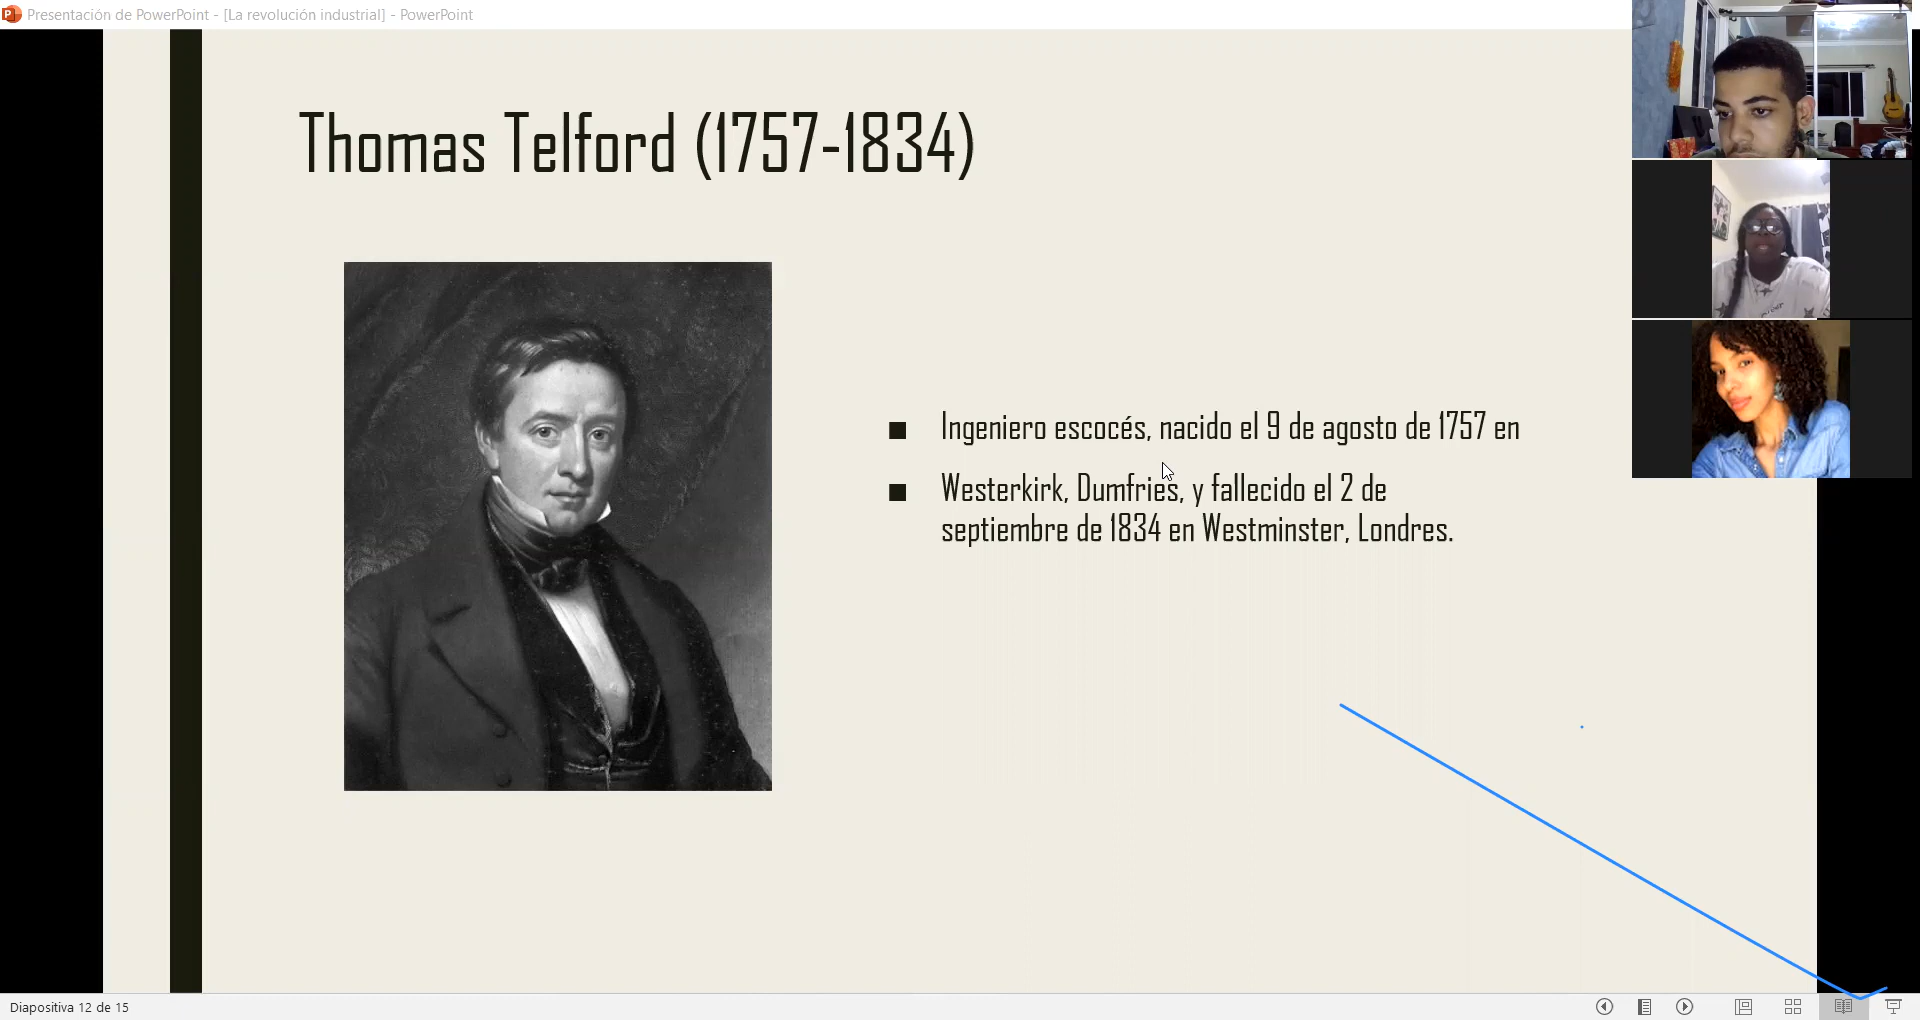 Presentación de PowerPoint - [La revolución industrial] - PowerPoint
Thomas Telford (1757-1834)
Ingeniero escocés, nacido el 9 de agosto de 1757 en
Westerkirk, Dumfries, y fallecido el 2 de
septiembre de 1834 en Westminster, Londres.
Diapositiva 12 de 15